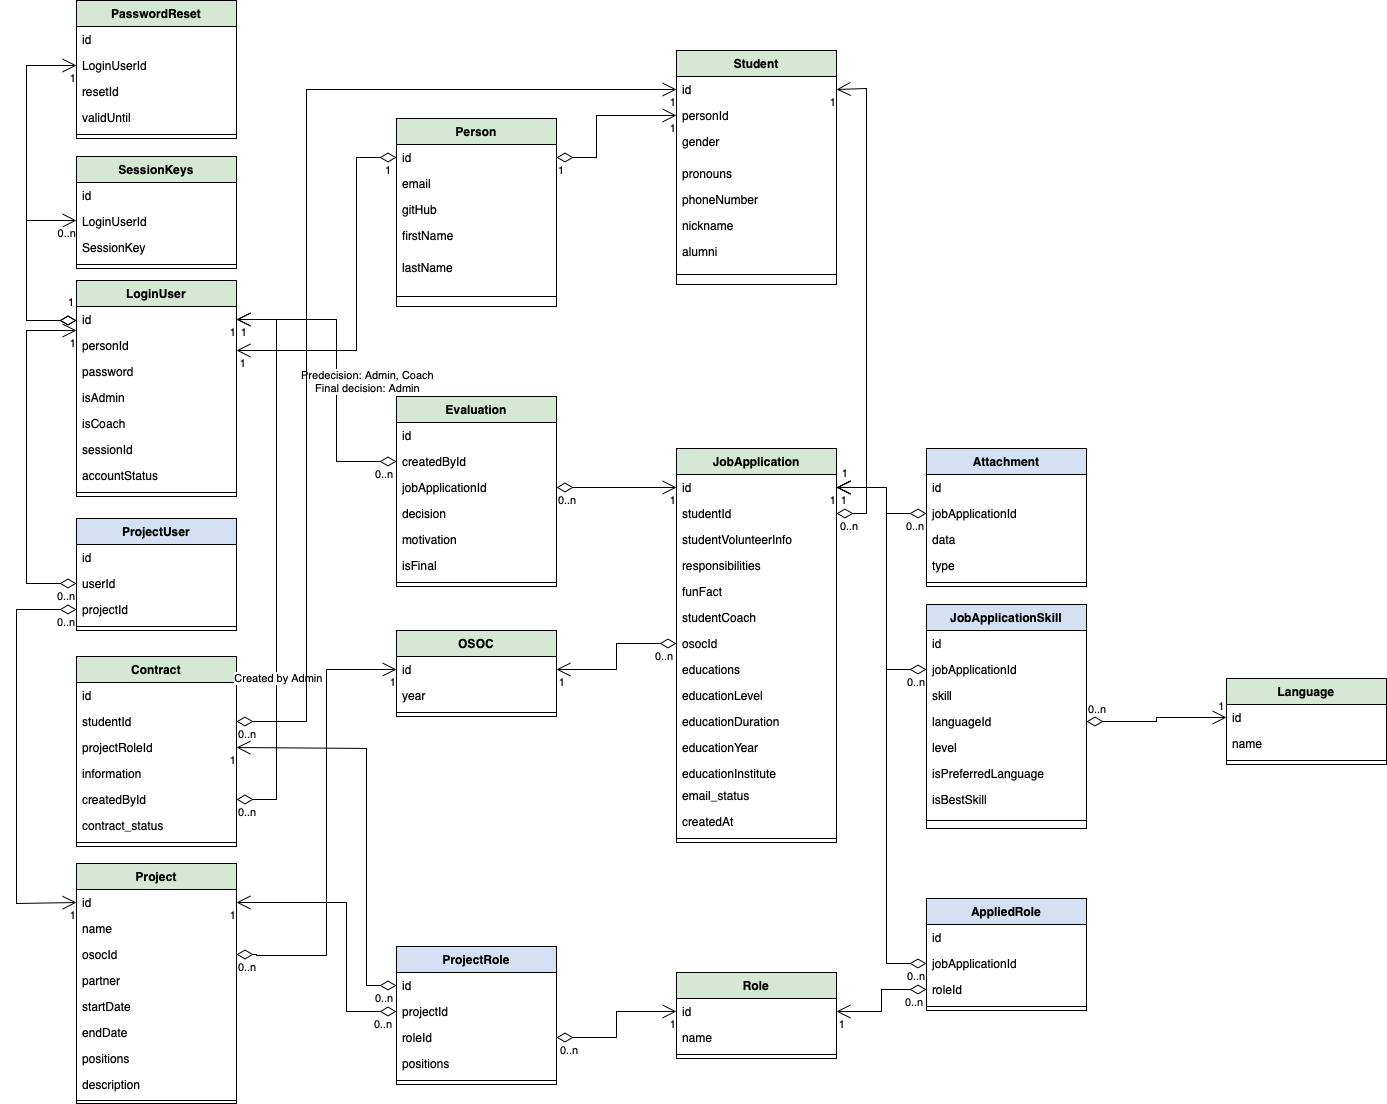 PasswordReset
id
LoginUserId
1
resetId
validUntil
SessionKeys
id
LoginUserId
0..n
SessionKey
1
LoginUser
id
1
1
1
personId
1
password
isAdmin
isCoach
sessionId
accountStatus
ProjectUser
id
userId
0..n
projectId
0..n
Contract
Created by Admin
id
studentId
0..n
projectRoleId
1
information
createdById
0..n
contract_status
Project
id
1
1
name
osocId
0..n
partner
startDate
endDate
positions
description
Person
id
1
1
email
gitHub
firstName
lastName
Predecision: Admin, Coach
Final decision: Admin
Evaluation
id
createdById
0..n
jobApplicationId
0..n
decision
motivation
isFinal
OSOC
id
1
1
year
ProjectRole
id
0..n
projectId
0..n
roleId
0..n
positions
Student
id
1
1
personId
1
gender
pronouns
phoneNumber
nickname
alumni
JobApplication
1
id
1
1
1
studentId
0..n
studentVolunteerInfo
responsibilities
funFact
studentCoach
osocId
0..n
educations
educationLevel
educationDuration
educationYear
educationInstitute
email_status
createdAt
Role
id
1
1
name
Attachment
id
jobApplicationId
0..n
data
type
JobApplicationSkill
id
jobApplicationId
0..n
skill
languageId
0..n
level
isPreferredLanguage
isBestSkill
AppliedRole
id
jobApplicationId
0..n
roleId
0..n
Language
1
id
name